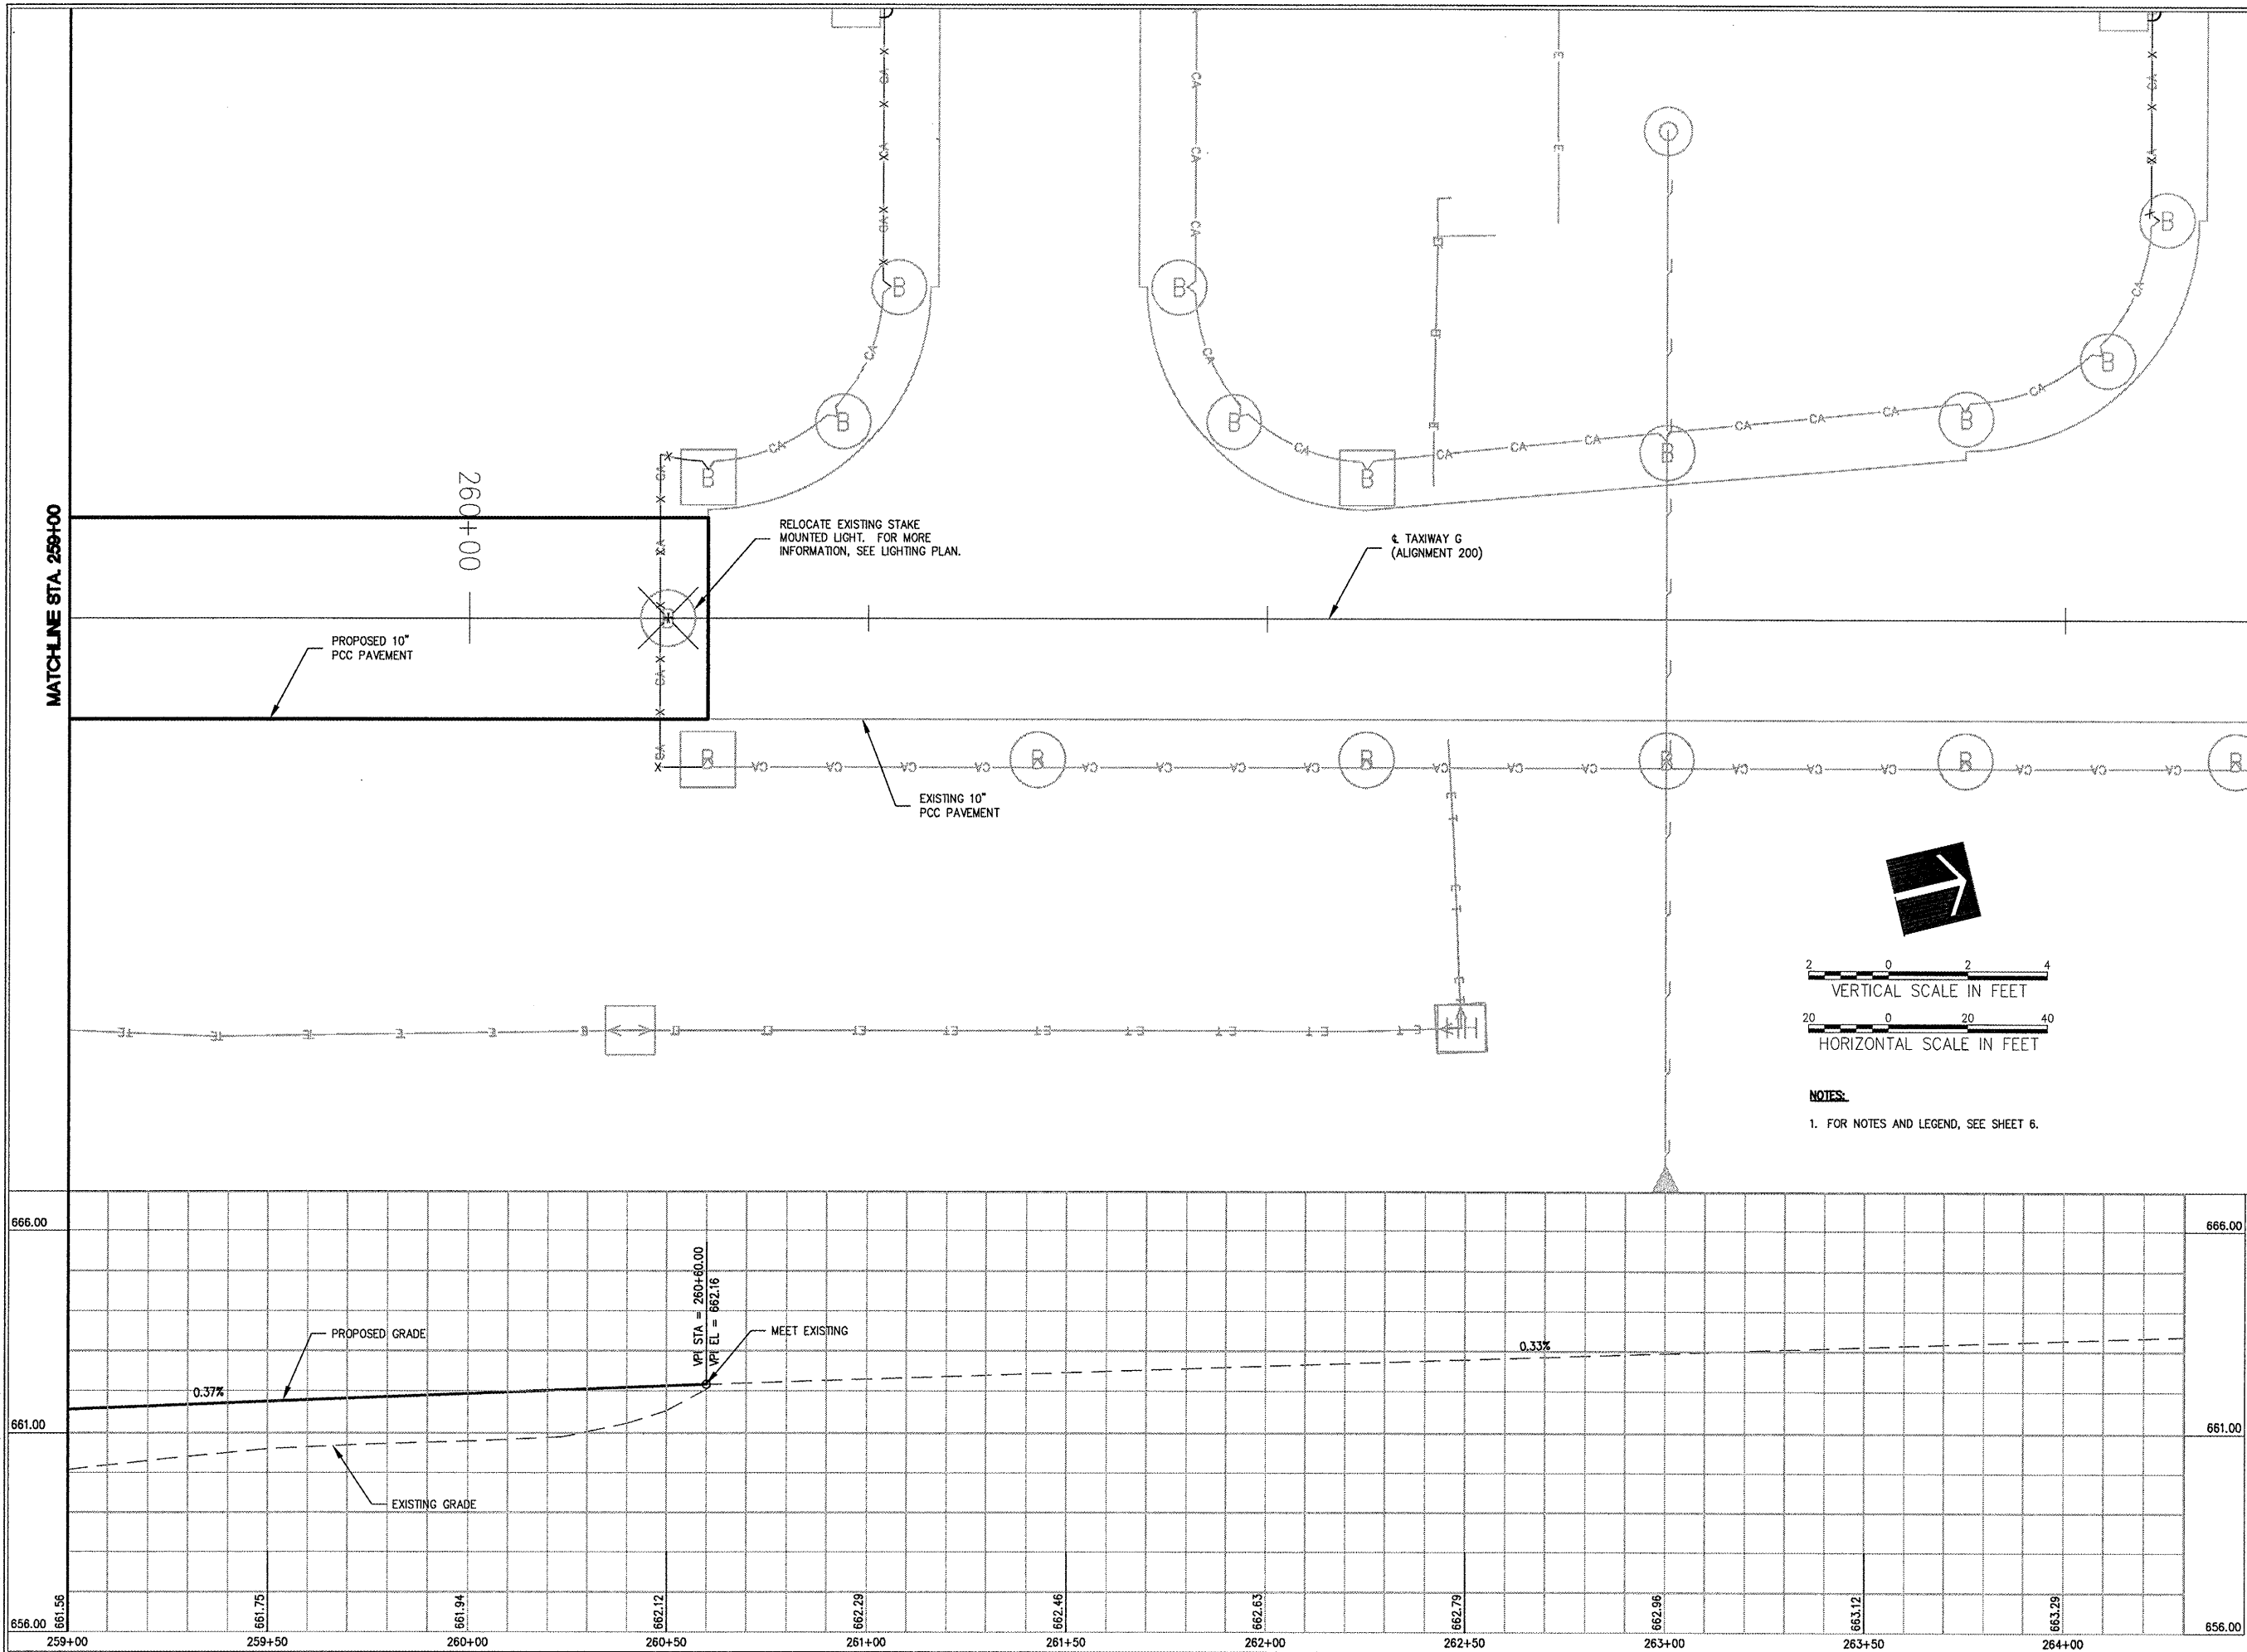 MATCHLINE STA. 259+00
260+00
RELOCATE EXISTING STAKE
MOUNTED LIGHT. FOR MORE
INFORMATION, SEE LIGHTING PLAN.
℄ TAXIWAY G
(ALIGNMENT 200)
PROPOSED 10"
PCC PAVEMENT
EXISTING 10"
PCC PAVEMENT
B
B
B
B
B
B
B
B
B
B
HH
2 0 2 4
VERTICAL SCALE IN FEET
20 0 20 40
HORIZONTAL SCALE IN FEET
NOTES:
1. FOR NOTES AND LEGEND, SEE SHEET 6.
666.00
666.00
VPI STA = 260+60.00
VPI EL = 662.16
PROPOSED GRADE
MEET EXISTING
0.37%
0.33%
661.00
661.00
EXISTING GRADE
656.00
656.00
661.56 661.75 661.94 662.12 662.29 662.46 662.63 662.79 662.96 663.12 663.29
259+00 259+50 260+00 260+50 261+00 261+50 262+00 262+50 263+00 263+50 264+00